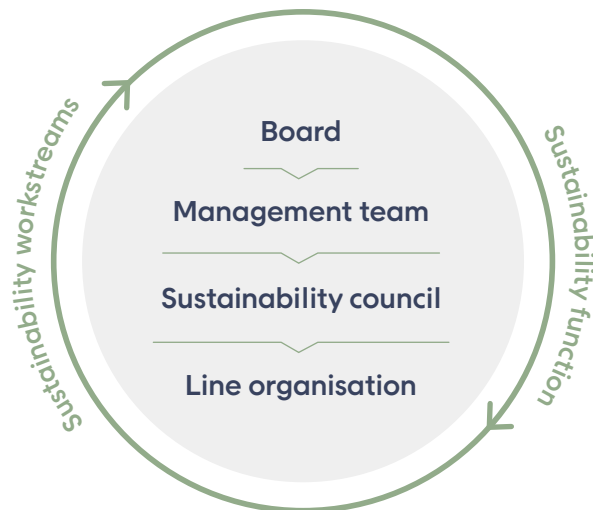 Board
Management team
Sustainability council
Line organisation
Sustainability workstreams
Sustainability function